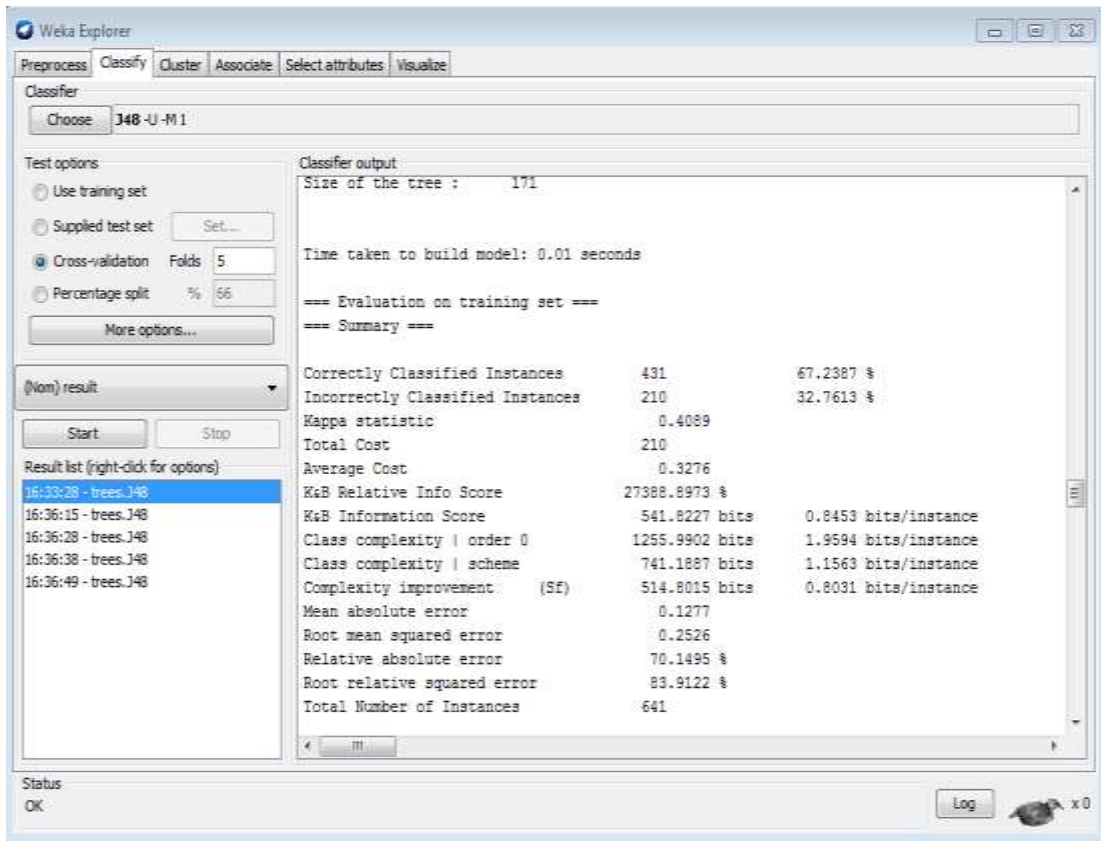 Weka Explorer
Preprocess Classify Cluster Associate Select attributes Visualize
Classifier
Choose J48 -U -M 1
Test options
Use training set
Supplied test set Set...
Cross-validation Folds 5
Percentage split % 66
More options...
(Nom) result
Start Stop
Result list (right-click for options)
16:33:28 - trees.J48
16:36:15 - trees.J48
16:36:28 - trees.J48
16:36:38 - trees.J48
16:36:49 - trees.J48
Classifier output
Size of the tree : 171
Time taken to build model: 0.01 seconds
=== Evaluation on training set ===
=== Summary ===
Correctly Classified Instances 431 67.2387 %
Incorrectly Classified Instances 210 32.7613 %
Kappa statistic 0.4089
Total Cost 210
Average Cost 0.3276
K&B Relative Info Score 27388.8973 %
K&B Information Score 541.8227 bits 0.8453 bits/instance
Class complexity | order 0 1255.9902 bits 1.9594 bits/instance
Class complexity | scheme 741.1887 bits 1.1563 bits/instance
Complexity improvement (Sf) 514.8015 bits 0.8031 bits/instance
Mean absolute error 0.1277
Root mean squared error 0.2526
Relative absolute error 70.1495 %
Root relative squared error 83.9122 %
Total Number of Instances 641
Status
OK
Log
x 0